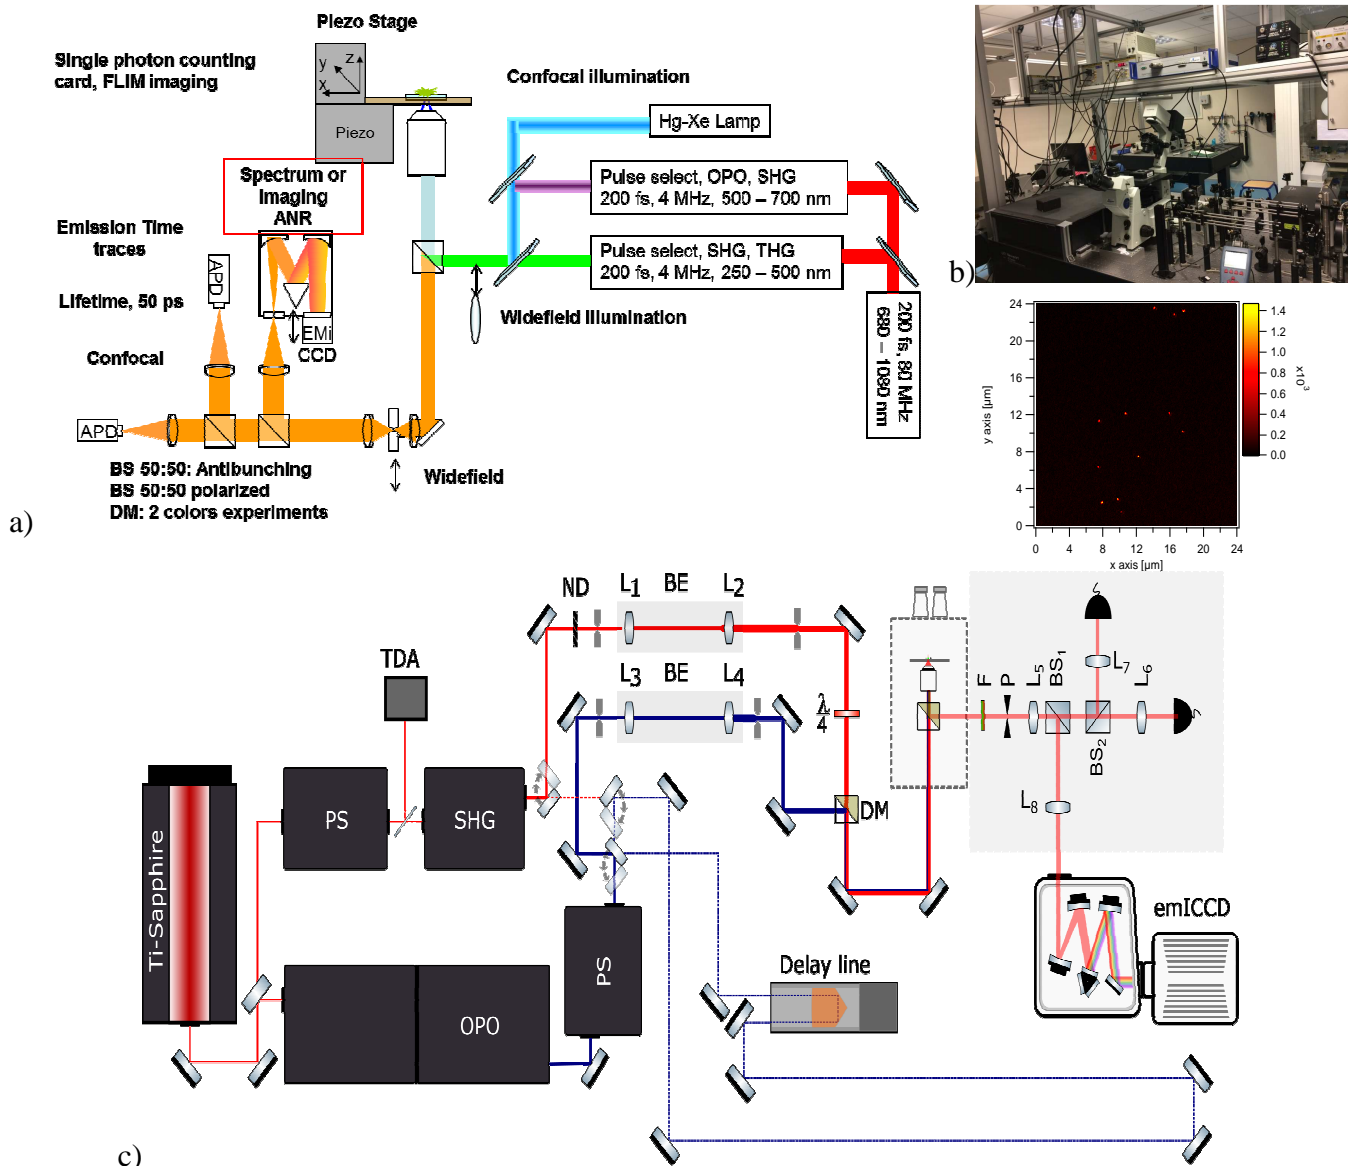 Piezo Stage
Single photon counting
card, FLIM imaging
z
y
x
Piezo
Confocal illumination
Hg-Xe Lamp
Pulse select, OPO, SHG
200 fs, 4 MHz, 500 – 700 nm
Pulse select, SHG, THG
200 fs, 4 MHz, 250 – 500 nm
200 fs, 80 MHz
680 – 1080 nm
Spectrum or
Imaging
ANR
Emission Time
traces
APD
Lifetime, 50 ps
EMi
CCD
Confocal
Widefield Illumination
APD
Widefield
BS 50:50: Antibunching
BS 50:50 polarized
DM: 2 colors experiments
a)
b)
24
20
16
12
8
4
0
y axis [µm]
0 4 8 12 16 20 24
x axis [µm]
1.4
1.2
1.0
0.8
0.6
0.4
0.2
0.0
x10³
ND L1 BE L2
TDA
L3 BE L4
λ/4
F P L5 BS1 L7 L6
BS2
L8
DM
PS
SHG
Ti-Sapphire
OPO
PS
Delay line
emICCD
c)